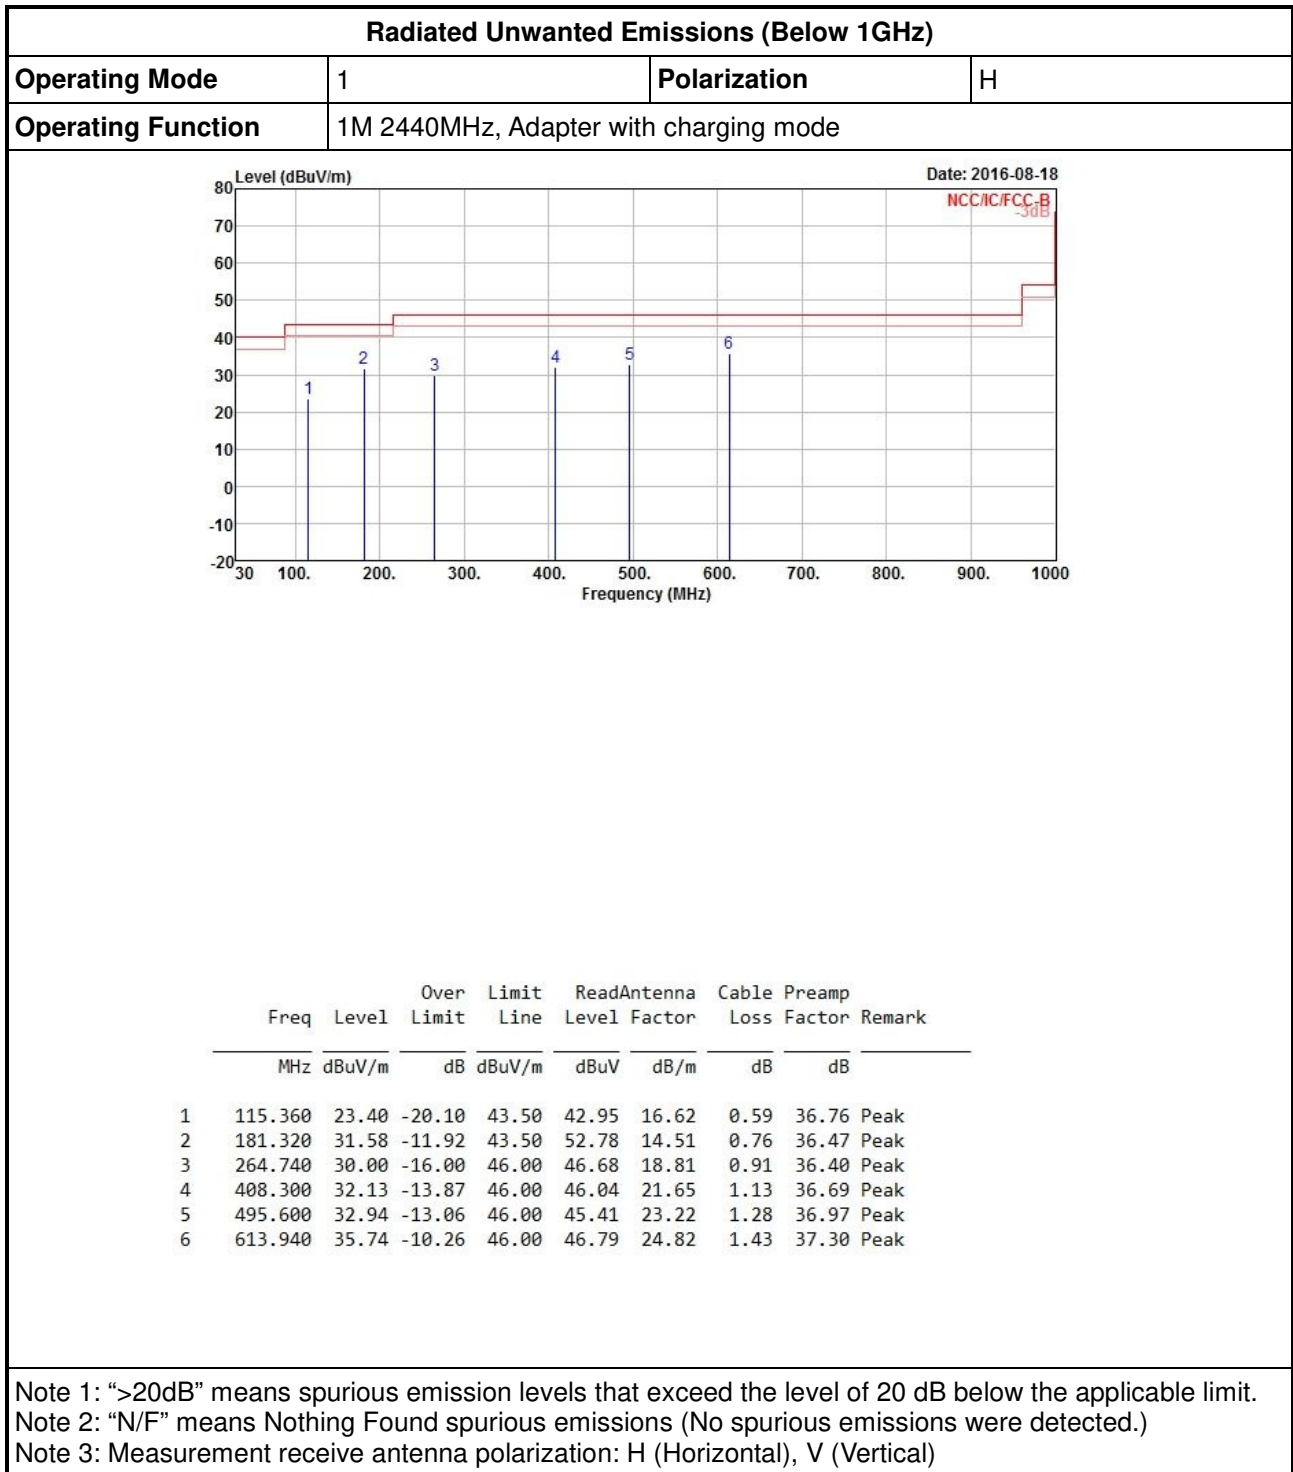 Radiated Unwanted Emissions (Below 1GHz)
Operating Mode 1 Polarization H
Operating Function 1M 2440MHz, Adapter with charging mode
Level (dBuV/m) Date: 2016-08-18
80
NCC/IC/FCC-B
-3dB
70
60
50
40
30
20
10
0
-10
-20
1 2 3 4 5 6
30 100. 200. 300. 400. 500. 600. 700. 800. 900. 1000
Frequency (MHz)
Over Limit ReadAntenna Cable Preamp
Freq Level Limit Line Level Factor Loss Factor Remark
MHz dBuV/m dB dBuV/m dBuV dB/m dB dB
1 115.360 23.40 -20.10 43.50 42.95 16.62 0.59 36.76 Peak
2 181.320 31.58 -11.92 43.50 52.78 14.51 0.76 36.47 Peak
3 264.740 30.00 -16.00 46.00 46.68 18.81 0.91 36.40 Peak
4 408.300 32.13 -13.87 46.00 46.04 21.65 1.13 36.69 Peak
5 495.600 32.94 -13.06 46.00 45.41 23.22 1.28 36.97 Peak
6 613.940 35.74 -10.26 46.00 46.79 24.82 1.43 37.30 Peak
Note 1: “>20dB” means spurious emission levels that exceed the level of 20 dB below the applicable limit.
Note 2: “N/F” means Nothing Found spurious emissions (No spurious emissions were detected.)
Note 3: Measurement receive antenna polarization: H (Horizontal), V (Vertical)